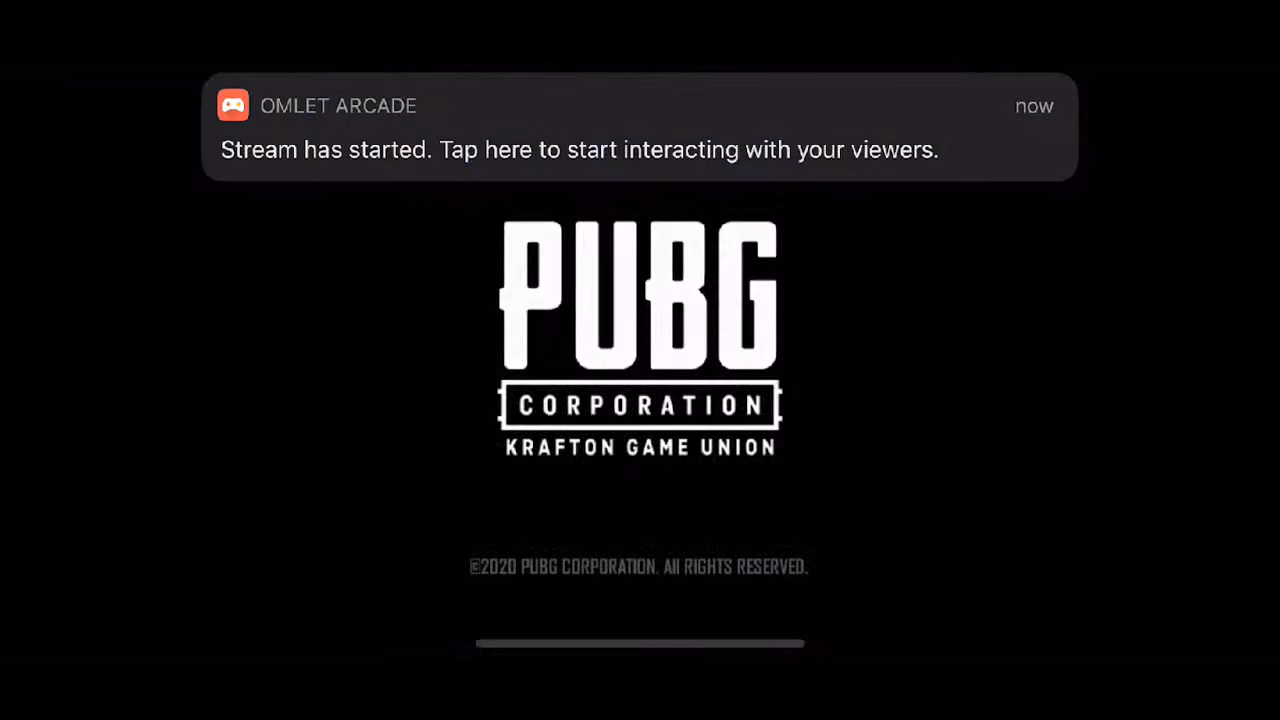 OMLET ARCADE now
Stream has started. Tap here to start interacting with your viewers.
PUBG
CORPORATION
KRAFTON GAME UNION
©2020 PUBG CORPORATION. All RIGHTS RESERVED.